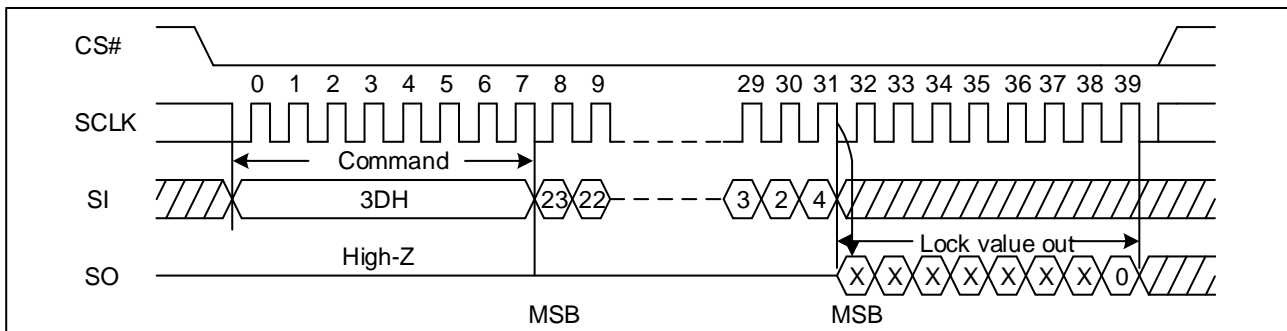 CS#
0 1 2 3 4 5 6 7 8 9 29 30 31 32 33 34 35 36 37 38 39
SCLK
Command
SI 3DH 23 22 3 2 4
High-Z Lock value out
SO X X X X X X X 0
MSB MSB